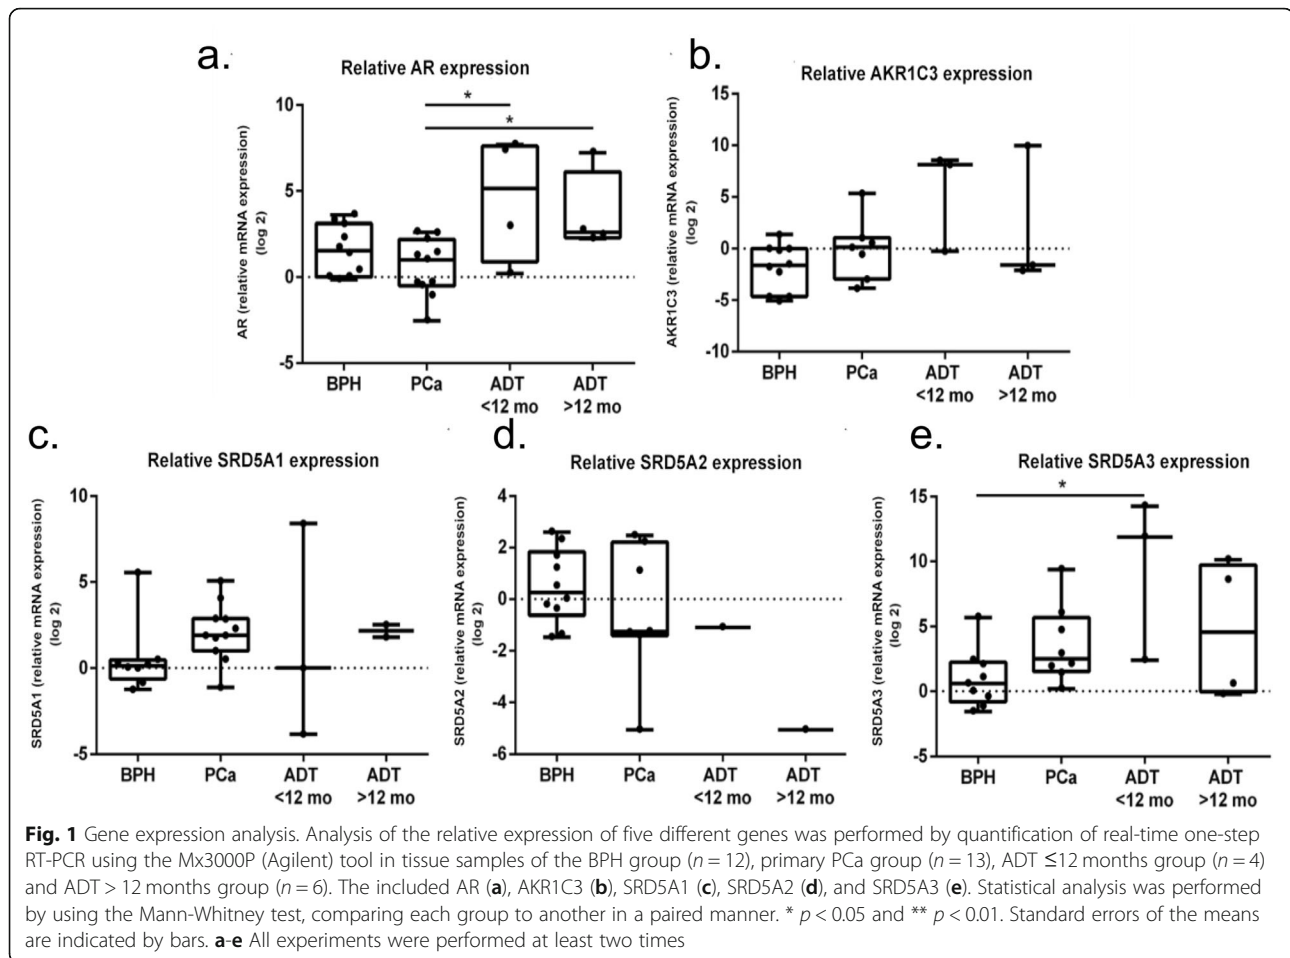 a.
Relative AR expression
AR (relative mRNA expression)
(log 2)
10
5
0
-5
*
*
BPH
PCa
ADT
<12 mo
ADT
>12 mo
b.
Relative AKR1C3 expression
AKR1C3 (relative mRNA expression)
(log 2)
15
10
5
0
-5
-10
BPH
PCa
ADT
<12 mo
ADT
>12 mo
c.
Relative SRD5A1 expression
SRD5A1 (relative mRNA expression)
(log 2)
10
5
0
-5
BPH
PCa
ADT
<12 mo
ADT
>12 mo
d.
Relative SRD5A2 expression
SRD5A2 (relative mRNA expression)
(log 2)
4
2
0
-2
-4
-6
BPH
PCa
ADT
<12 mo
ADT
>12 mo
e.
Relative SRD5A3 expression
SRD5A3 (relative mRNA expression)
(log 2)
15
10
5
0
-5
*
BPH
PCa
ADT
<12 mo
ADT
>12 mo
Fig. 1 Gene expression analysis. Analysis of the relative expression of five different genes was performed by quantification of real-time one-step
RT-PCR using the Mx3000P (Agilent) tool in tissue samples of the BPH group (n = 12), primary PCa group (n = 13), ADT ≤12 months group (n = 4)
and ADT > 12 months group (n = 6). The included AR (a), AKR1C3 (b), SRD5A1 (c), SRD5A2 (d), and SRD5A3 (e). Statistical analysis was performed
by using the Mann-Whitney test, comparing each group to another in a paired manner. * p < 0.05 and ** p < 0.01. Standard errors of the means
are indicated by bars. a-e All experiments were performed at least two times